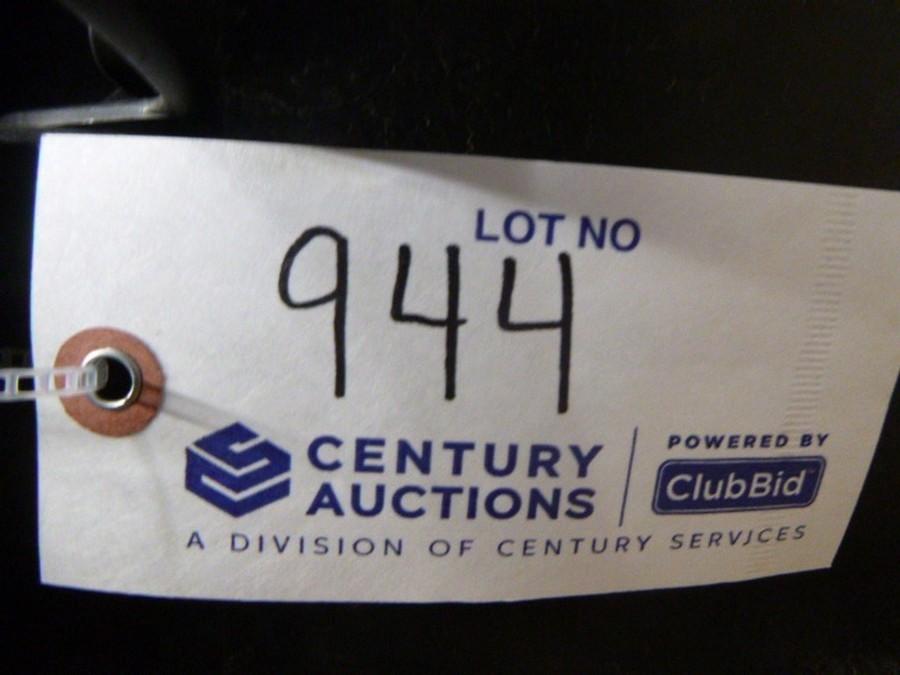 LOT NO
944
CENTURY
AUCTIONS
A DIVISION OF CENTURY SERVICES
POWERED BY
ClubBid